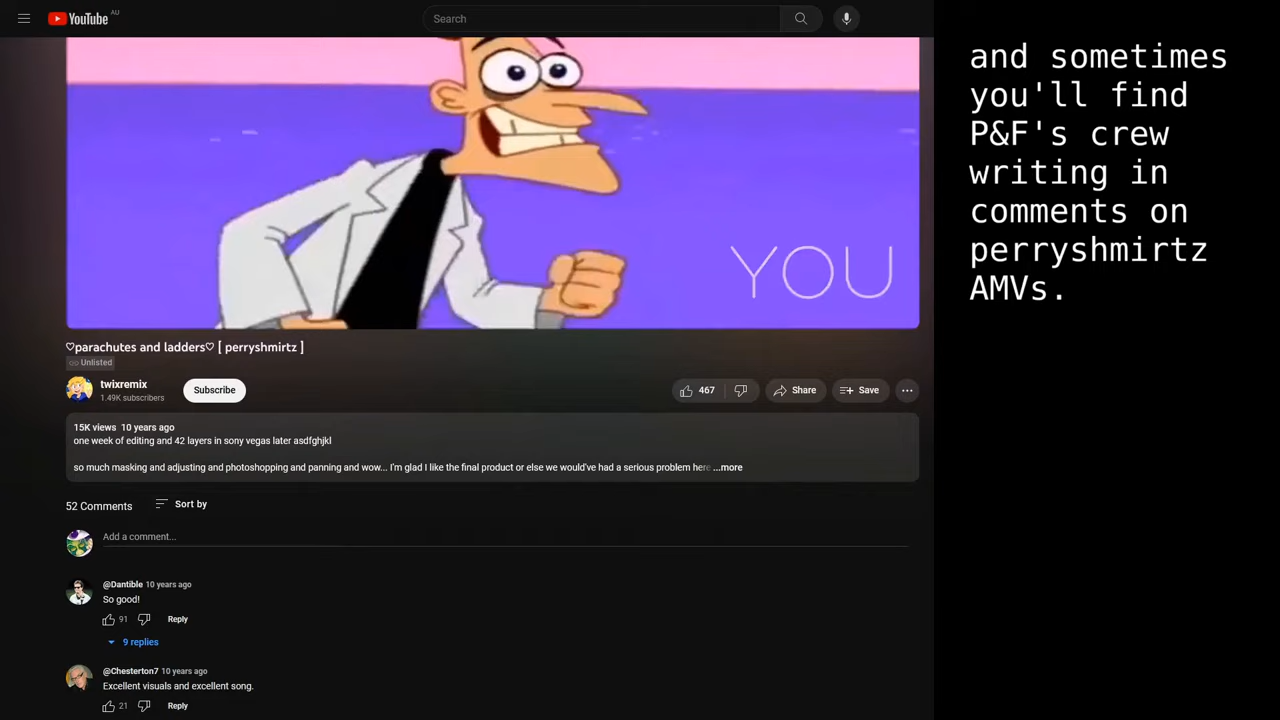 YouTube AU
Search
and sometimes
you'll find
P&F's crew
writing in
comments on
perryshmirtz
AMVs.
YOU
♡parachutes and ladders♡ [ perryshmirtz ]
Unlisted
twixremix
1.49K subscribers
Subscribe
467
Share
Save
15K views 10 years ago
one week of editing and 42 layers in sony vegas later asdfghjkl
so much masking and adjusting and photoshopping and panning and wow... I'm glad I like the final product or else we would've had a serious problem here ...more
52 Comments
Sort by
Add a comment...
@Dantible 10 years ago
So good!
91 Reply
9 replies
@Chesterton7 10 years ago
Excellent visuals and excellent song.
21 Reply